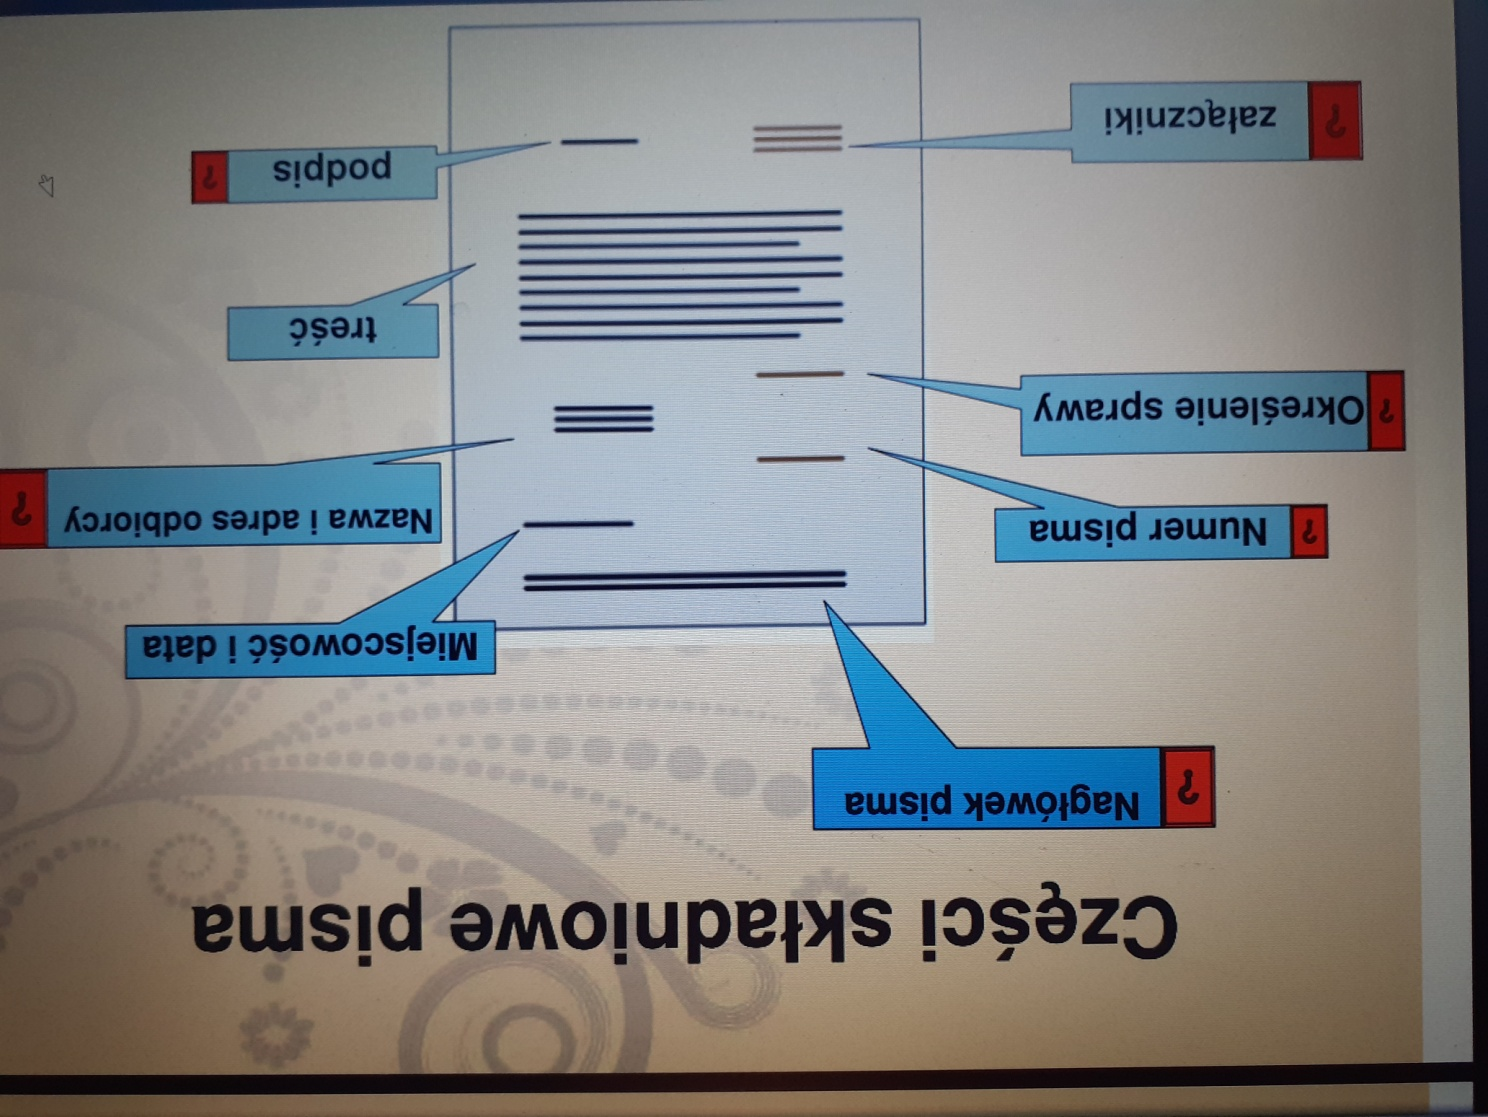 Części składniowe pisma
? Nagłówek pisma
Miejscowość i data
? Numer pisma
Nazwa i adres odbiorcy ?
? Określenie sprawy
treść
podpis ?
? załączniki